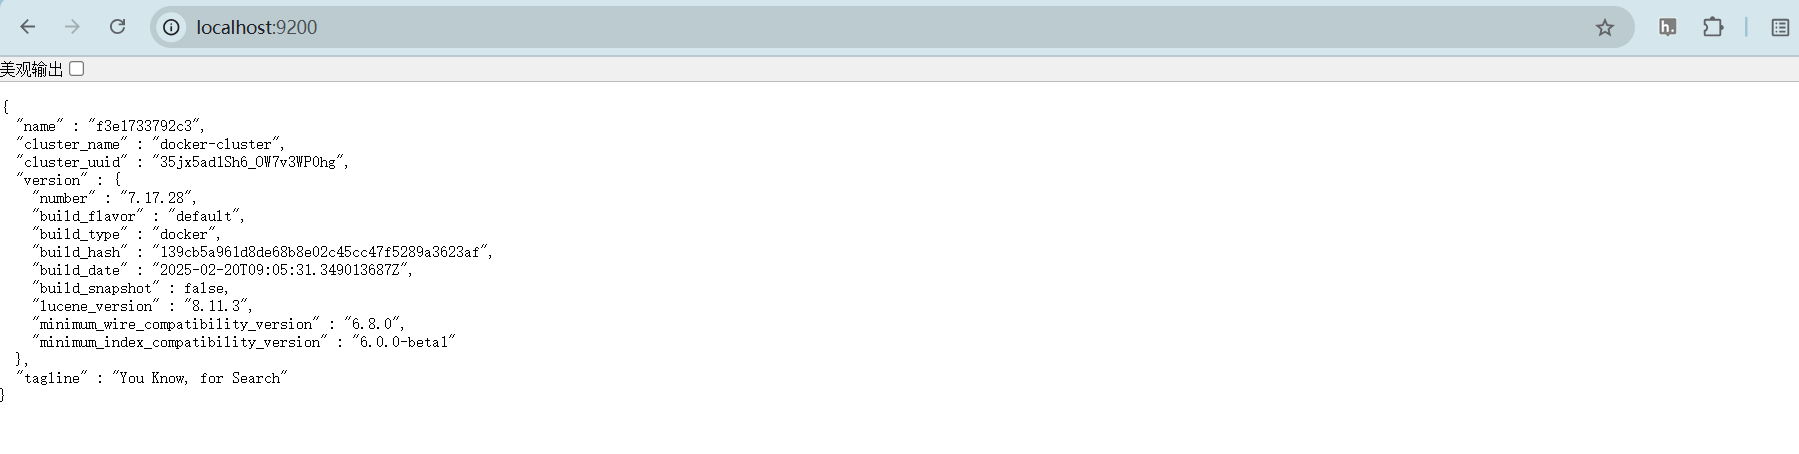 localhost:9200
美观输出
{
  "name" : "f3e1733792c3",
  "cluster_name" : "docker-cluster",
  "cluster_uuid" : "35jx5ad1Sh6_OW7v3WP0hg",
  "version" : {
    "number" : "7.17.28",
    "build_flavor" : "default",
    "build_type" : "docker",
    "build_hash" : "139cb5a961d8de68b8e02c45cc47f5289a3623af",
    "build_date" : "2025-02-20T09:05:31.349013687Z",
    "build_snapshot" : false,
    "lucene_version" : "8.11.3",
    "minimum_wire_compatibility_version" : "6.8.0",
    "minimum_index_compatibility_version" : "6.0.0-beta1"
  },
  "tagline" : "You Know, for Search"
}